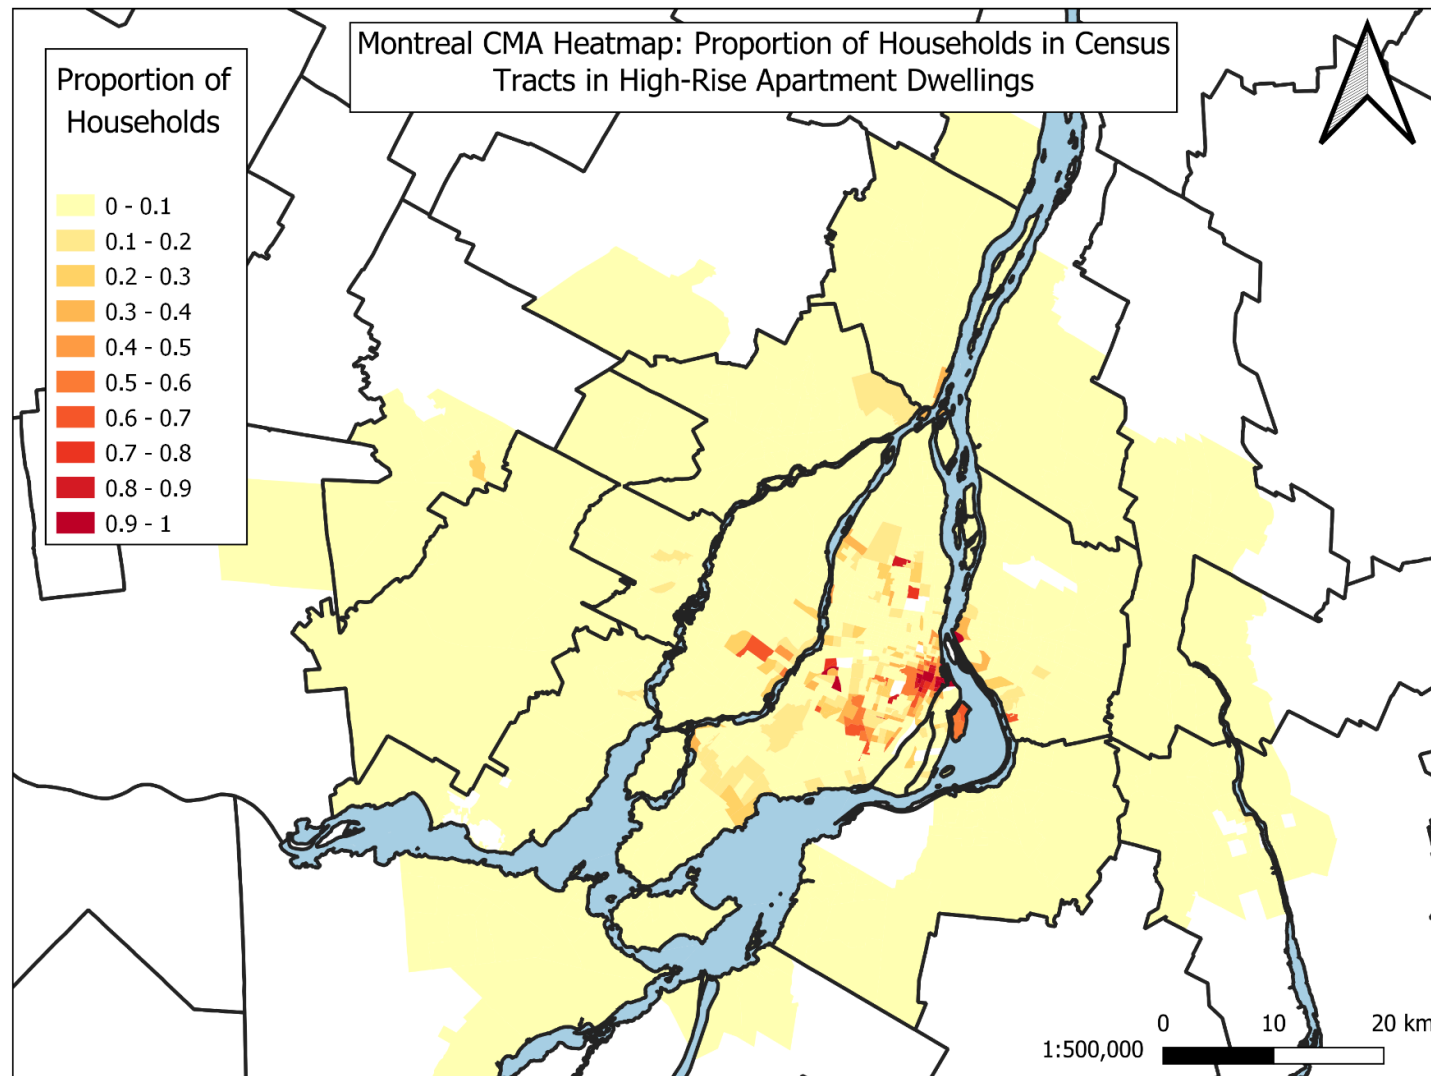 Montreal CMA Heatmap: Proportion of Households in Census
Tracts in High-Rise Apartment Dwellings
Proportion of
Households
0 - 0.1
0.1 - 0.2
0.2 - 0.3
0.3 - 0.4
0.4 - 0.5
0.5 - 0.6
0.6 - 0.7
0.7 - 0.8
0.8 - 0.9
0.9 - 1
0 10 20 km
1:500,000